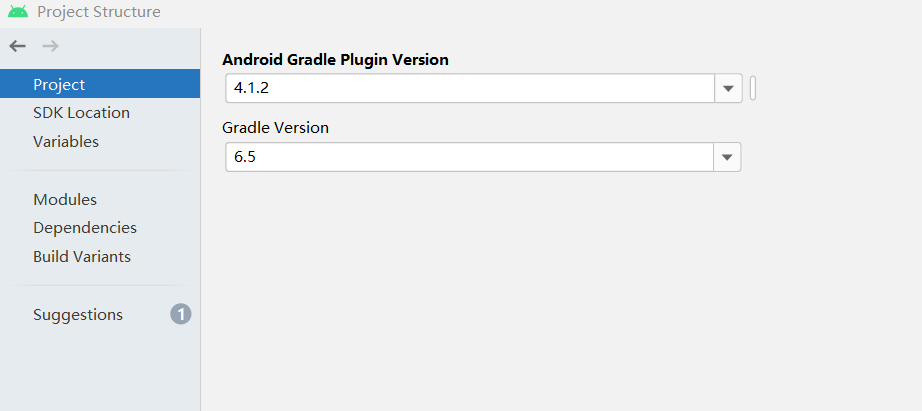 Project Structure
Project
SDK Location
Variables
Modules
Dependencies
Build Variants
Suggestions
1
Android Gradle Plugin Version
4.1.2
Gradle Version
6.5